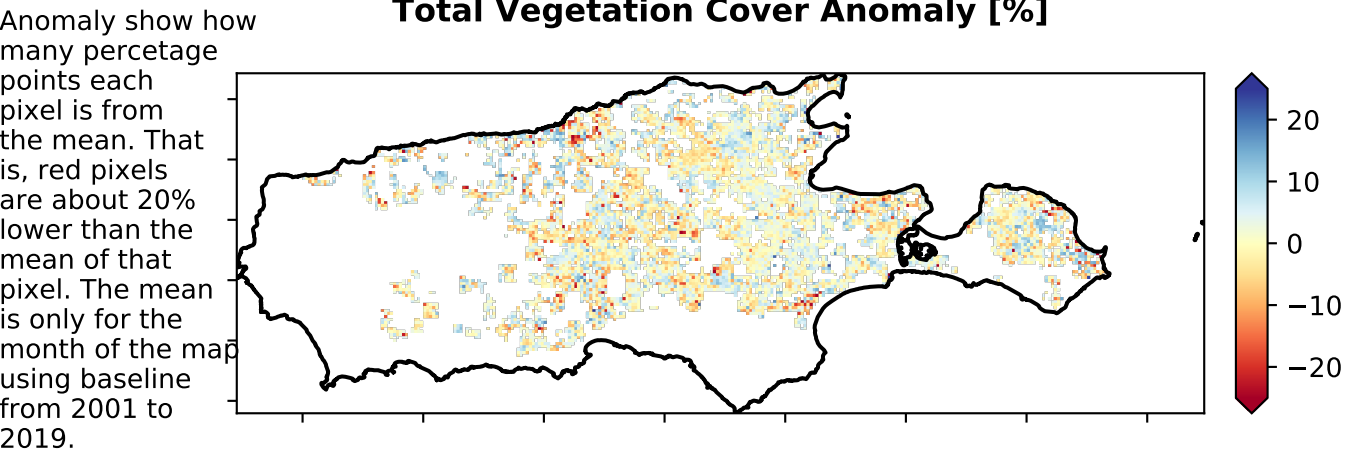 Total Vegetation Cover Anomaly [%]
Anomaly show how
many percetage
points each
pixel is from
the mean. That
is, red pixels
are about 20%
lower than the
mean of that
pixel. The mean
is only for the
month of the map
using baseline
from 2001 to
2019.
20
10
0
−10
−20